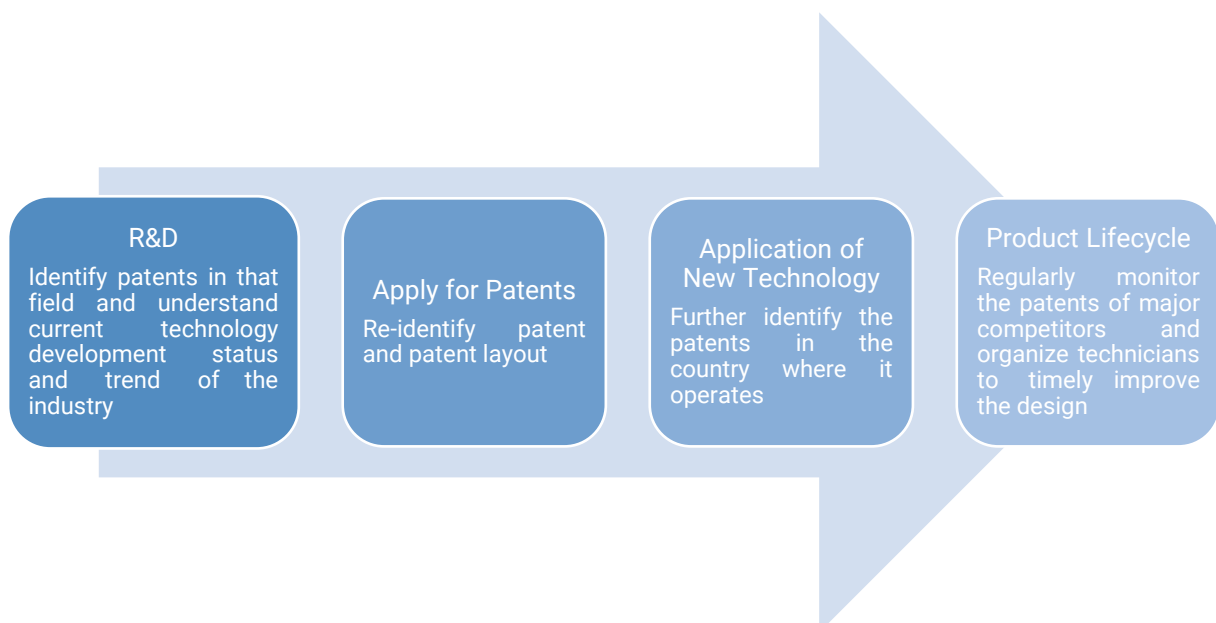 R&D
Identify patents in that
field and understand
current technology
development status
and trend of the
industry
Apply for Patents
Re-identify patent
and patent layout
Application of
New Technology
Further identify the
patents in the
country where it
operates
Product Lifecycle
Regularly monitor
the patents of major
competitors and
organize technicians
to timely improve
the design